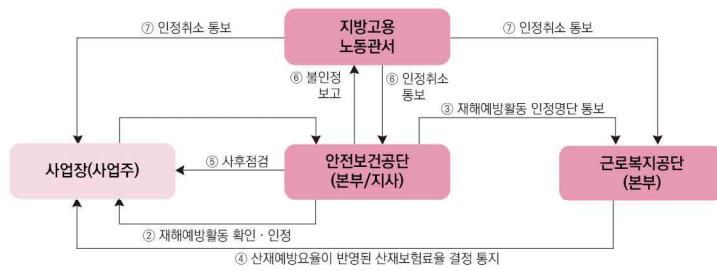 ⑦ 인정취소 통보
지방고용
노동관서
⑦ 인정취소 통보
⑥ 불인정
보고
⑥ 인정취소
통보
③ 재해예방활동 인정명단 통보
사업장(사업주)
⑤ 사후점검
안전보건공단
(본부/지사)
근로복지공단
(본부)
② 재해예방활동 확인 · 인정
④ 산재예방요율이 반영된 산재보험료율 결정 통지